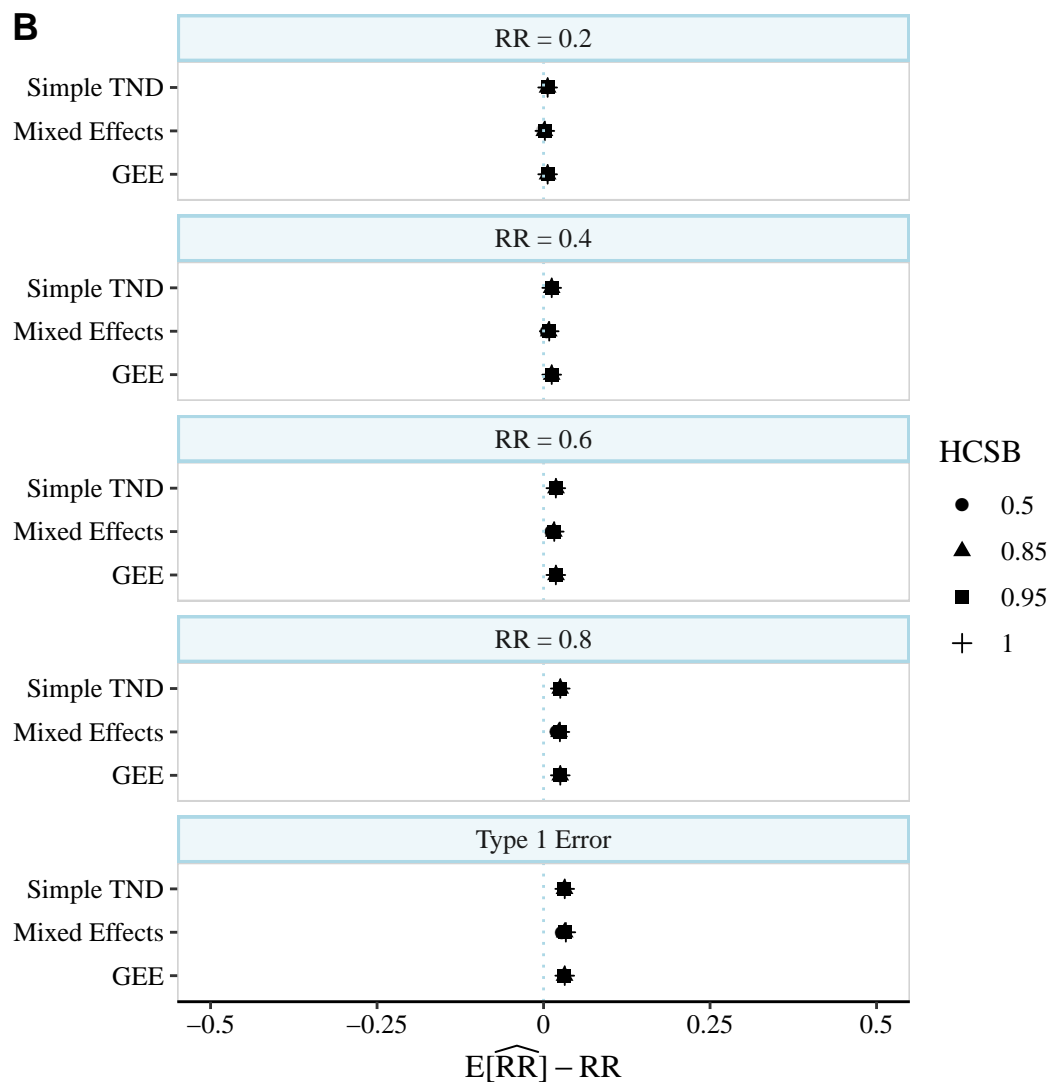 B
RR = 0.2
Simple TND
Mixed Effects
GEE
RR = 0.4
Simple TND
Mixed Effects
GEE
RR = 0.6
Simple TND
Mixed Effects
GEE
RR = 0.8
Simple TND
Mixed Effects
GEE
Type 1 Error
Simple TND
Mixed Effects
GEE
−0.5 −0.25 0 0.25 0.5
E[R̂R̂] − RR
HCSB
0.5
0.85
0.95
1